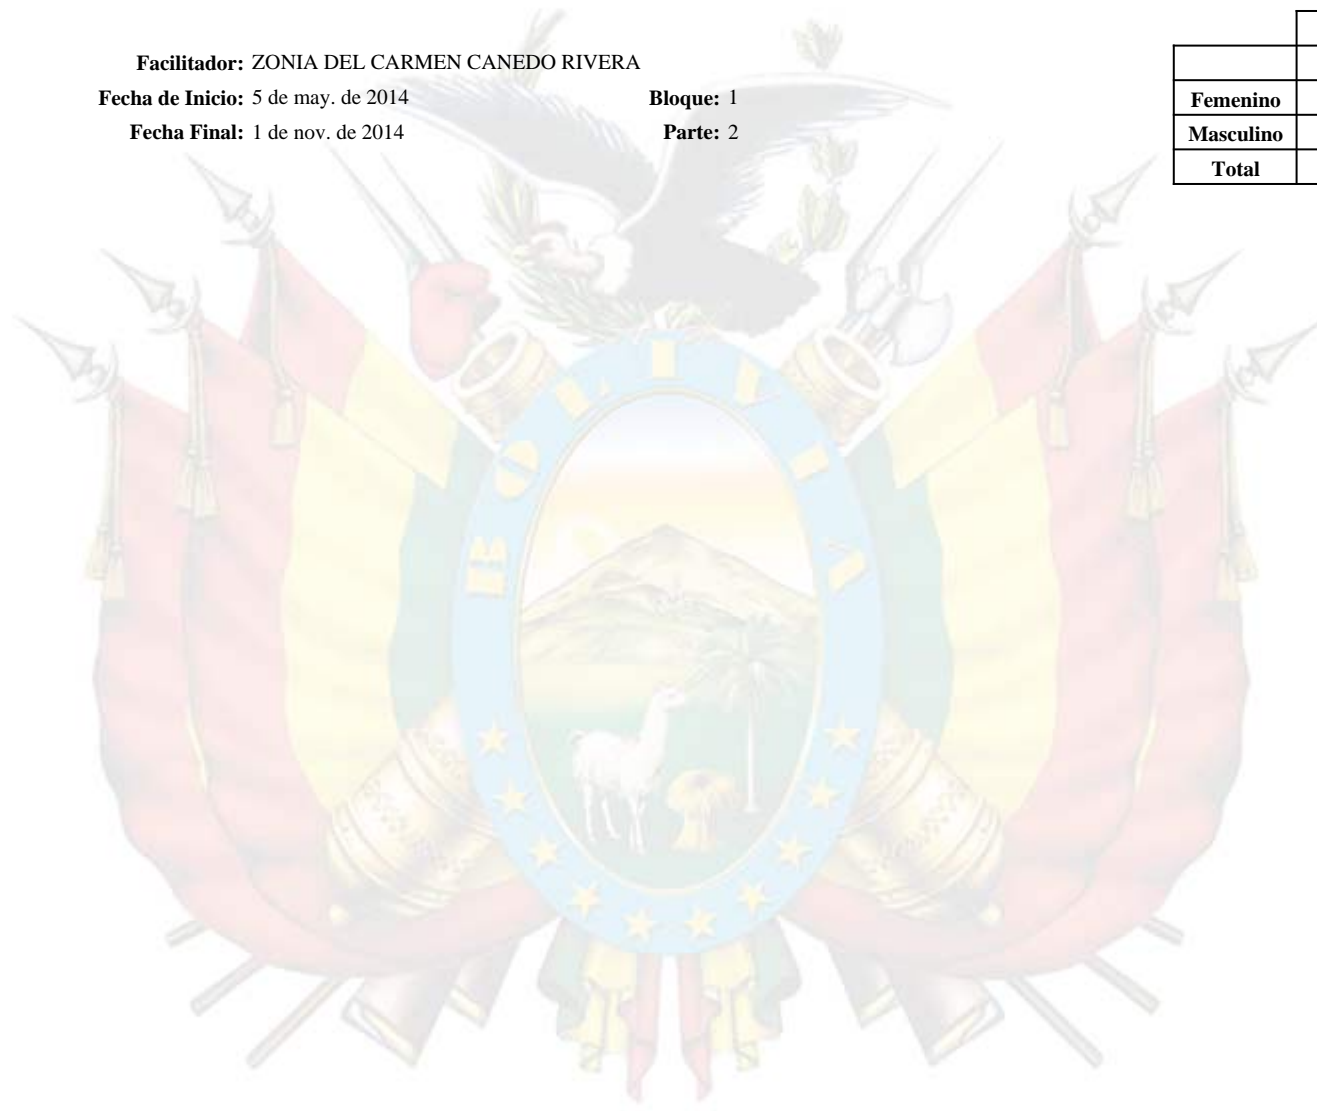 Facilitador: ZONIA DEL CARMEN CANEDO RIVERA
Fecha de Inicio: 5 de may. de 2014 Bloque: 1
Fecha Final: 1 de nov. de 2014 Parte: 2
Femenino
Masculino
Total
BOLIVIA